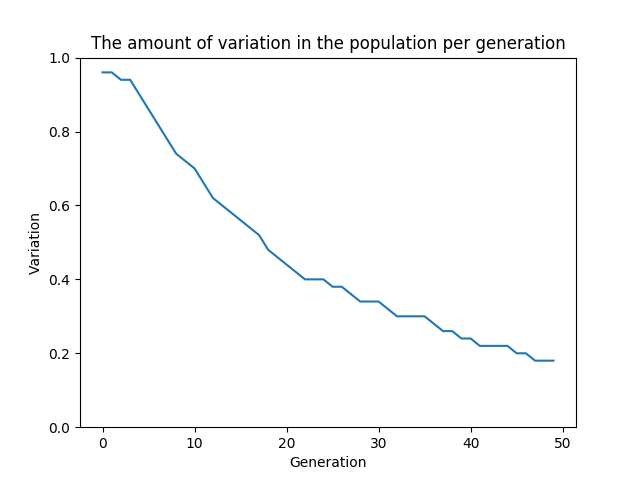 The amount of variation in the population per generation
1.0
0.8
0.6
0.4
0.2
0.0
Variation
0 10 20 30 40 50
Generation